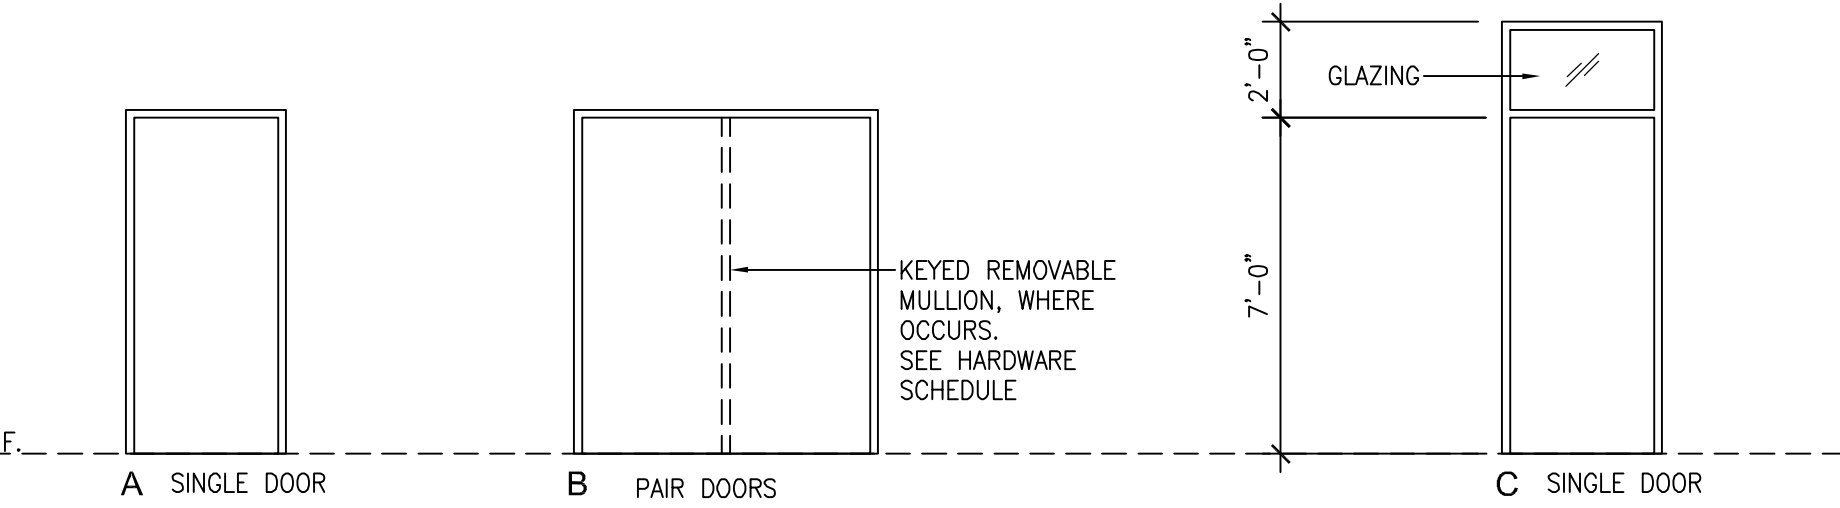 2'-0"
GLAZING
7'-0"
KEYED REMOVABLE
MULLION, WHERE
OCCURS.
SEE HARDWARE
SCHEDULE
F.
A SINGLE DOOR
B PAIR DOORS
C SINGLE DOOR